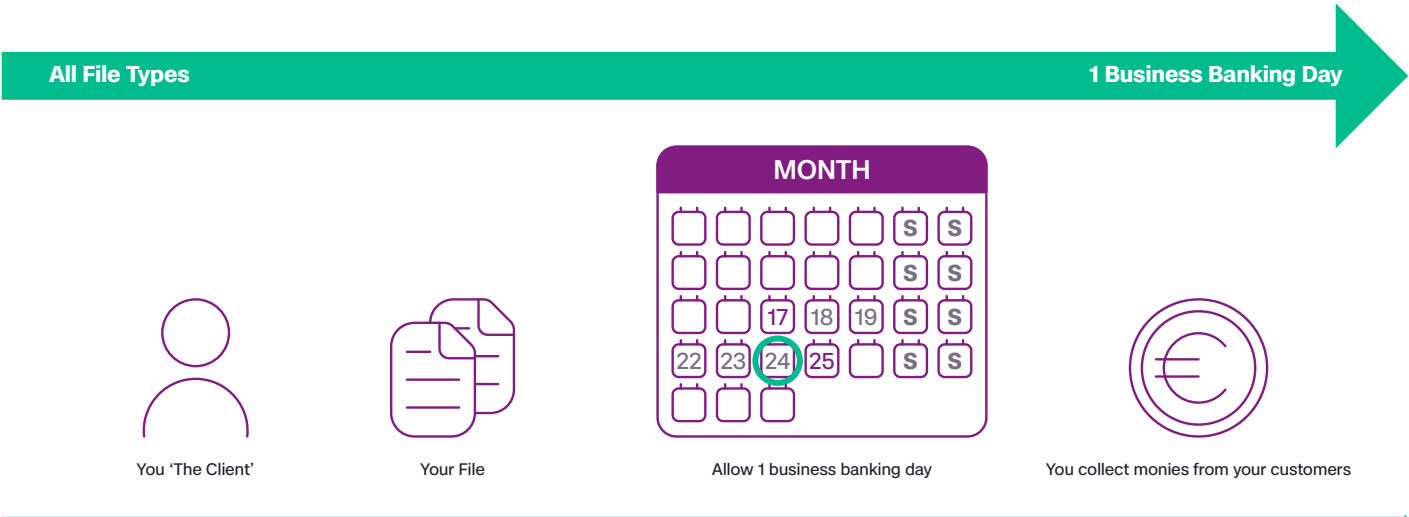 All File Types
1 Business Banking Day
MONTH
S S
S S
17 18 19 S S
22 23 24 25 S S
You ‘The Client’
Your File
Allow 1 business banking day
You collect monies from your customers